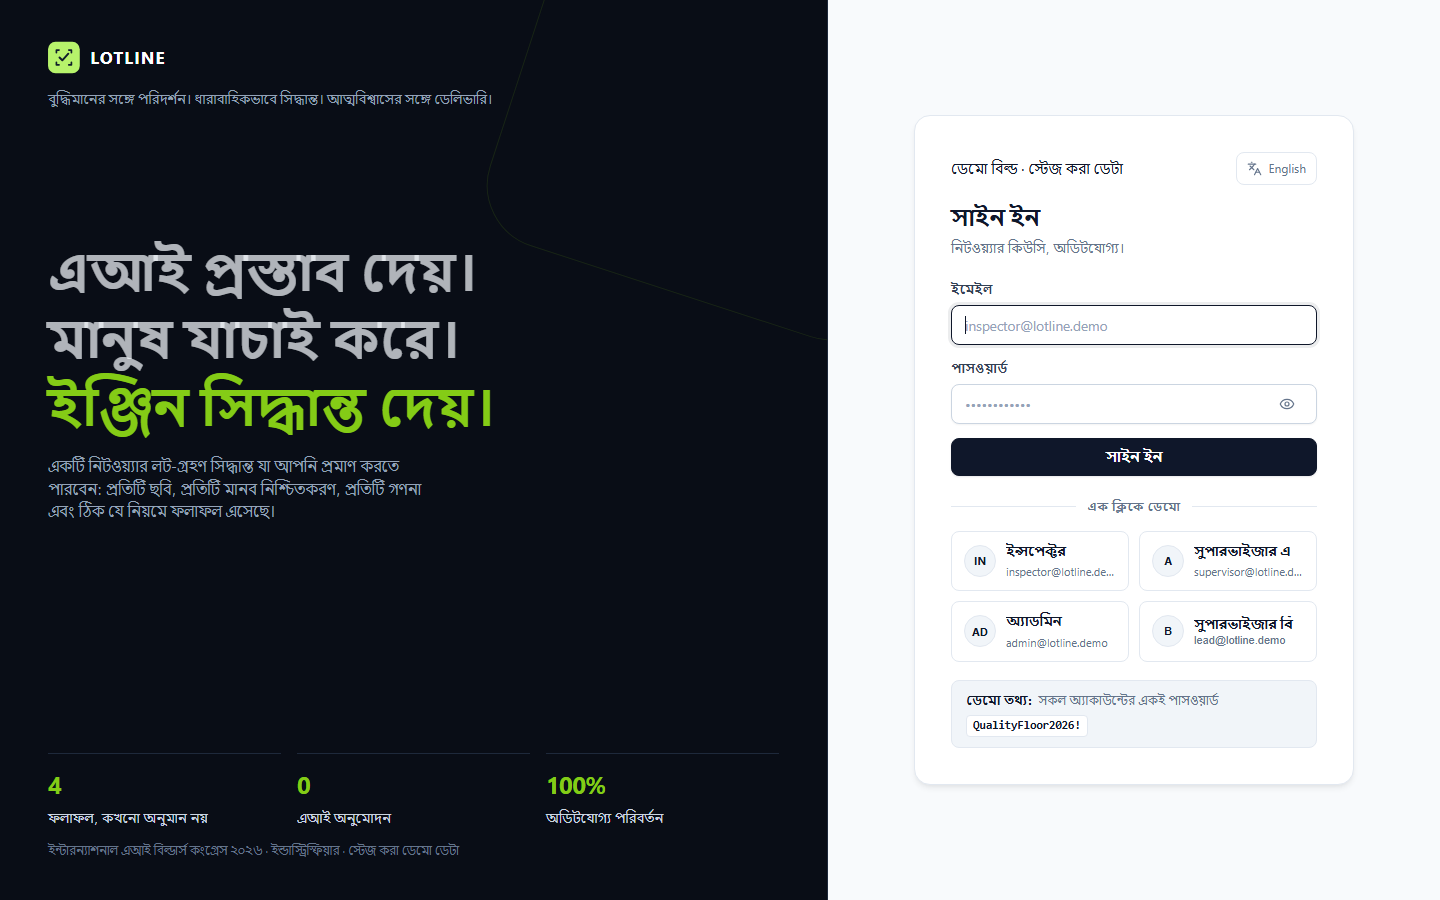 LOTLINE
বুদ্ধিমানের সঙ্গে পরিদর্শন। ধারাবাহিকভাবে সিদ্ধান্ত। আত্মবিশ্বাসের সঙ্গে ডেলিভারি।
এআই প্রস্তাব দেয়।
মানুষ যাচাই করে।
ইঞ্জিন সিদ্ধান্ত দেয়।
একটি নিটওয়্যার লট-গ্রহণ সিদ্ধান্ত যা আপনি প্রমাণ করতে
পারবেন: প্রতিটি ছবি, প্রতিটি মানব নিশ্চিতকরণ, প্রতিটি গণনা
এবং ঠিক যে নিয়মে ফলাফল এসেছে।
4
ফলাফল, কখনো অনুমান নয়
0
এআই অনুমোদন
100%
অডিটযোগ্য পরিবর্তন
ইন্টারন্যাশনাল এআই বিল্ডার্স কংগ্রেস ২০২৬ · ইন্ডাস্ট্রিস্ফিয়ার · স্টেজ করা ডেমো ডেটা
ডেমো বিল্ড · স্টেজ করা ডেটা
English
সাইন ইন
নিটওয়্যার কিউসি, অডিটযোগ্য।
ইমেইল
inspector@lotline.demo
পাসওয়ার্ড
••••••••••••
সাইন ইন
এক ক্লিকে ডেমো
IN
ইন্সপেক্টর
inspector@lotline.de...
A
সুপারভাইজার এ
supervisor@lotline.d...
AD
অ্যাডমিন
admin@lotline.demo
B
সুপারভাইজার বি
lead@lotline.demo
ডেমো তথ্য: সকল অ্যাকাউন্টের একই পাসওয়ার্ড
QualityFloor2026!